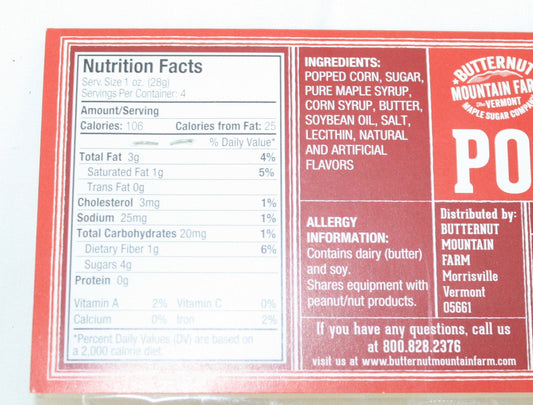 Nutrition Facts
Serv. Size 1 oz. (28g)
Servings Per Container: 4
Amount/Serving
Calories: 106 Calories from Fat: 25
% Daily Value*
Total Fat 3g 4%
Saturated Fat 1g 5%
Trans Fat 0g
Cholesterol 3mg 1%
Sodium 25mg 1%
Total Carbohydrates 20mg 1%
Dietary Fiber 1g 6%
Sugars 4g
Protein 0g
Vitamin A 2% Vitamin C 0%
Calcium 0% Iron 2%
*Percent Daily Values (DV) are based on
a 2,000 calorie diet.
INGREDIENTS:
POPPED CORN, SUGAR,
PURE MAPLE SYRUP,
CORN SYRUP, BUTTER,
SOYBEAN OIL, SALT,
LECITHIN, NATURAL
AND ARTIFICIAL
FLAVORS
ALLERGY
INFORMATION:
Contains dairy (butter)
and soy.
Shares equipment with
peanut/nut products.
BUTTERNUT
MOUNTAIN FARM
VERMONT
MAPLE SUGAR COMPANY
PO
Distributed by:
BUTTERNUT
MOUNTAIN
FARM
Morrisville
Vermont
05661
If you have any questions, call us
at 800.828.2376
visit us at www.butternutmountainfarm.com